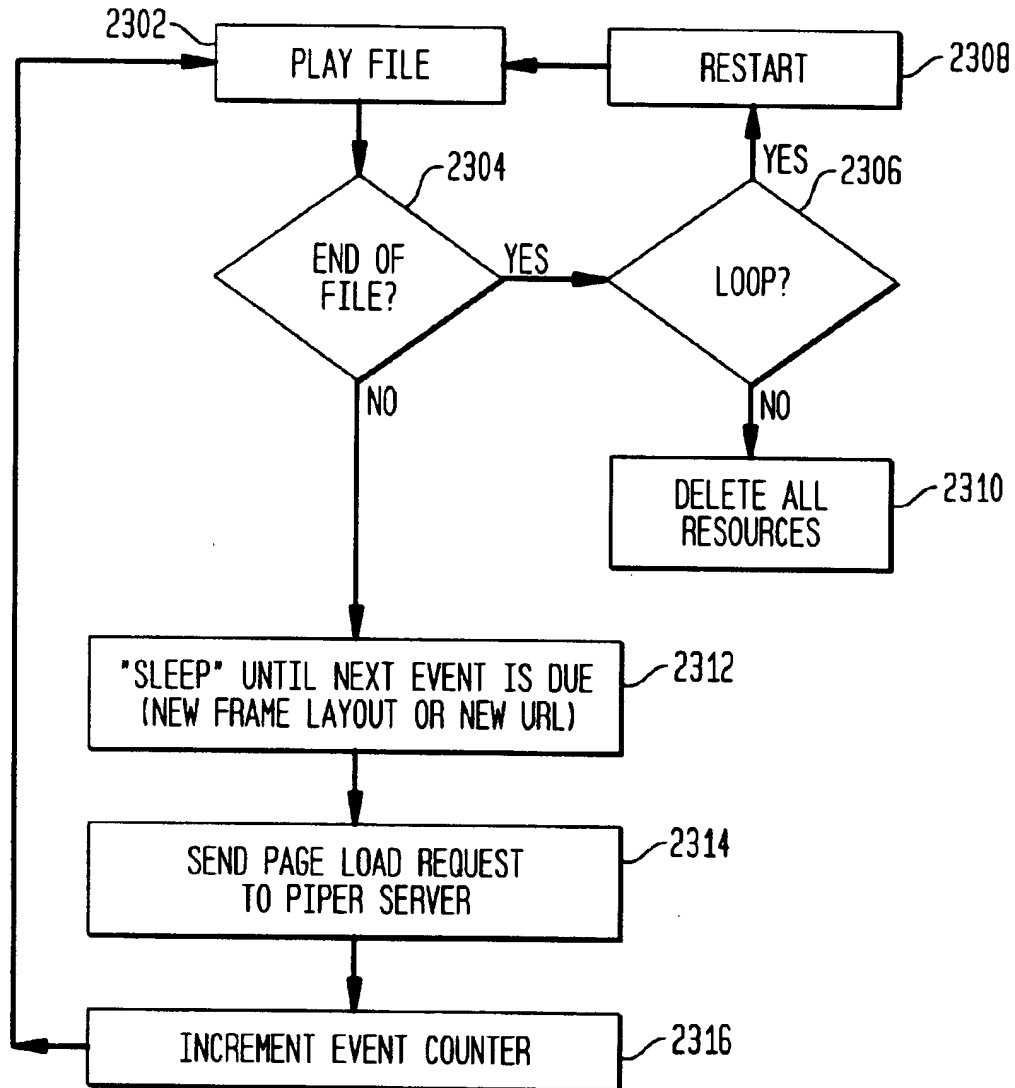 2302
PLAY FILE
RESTART
2308
2304
END OF
FILE?
YES
NO
2306
LOOP?
YES
NO
DELETE ALL
RESOURCES
2310
"SLEEP" UNTIL NEXT EVENT IS DUE
(NEW FRAME LAYOUT OR NEW URL)
2312
SEND PAGE LOAD REQUEST
TO PIPER SERVER
2314
INCREMENT EVENT COUNTER
2316